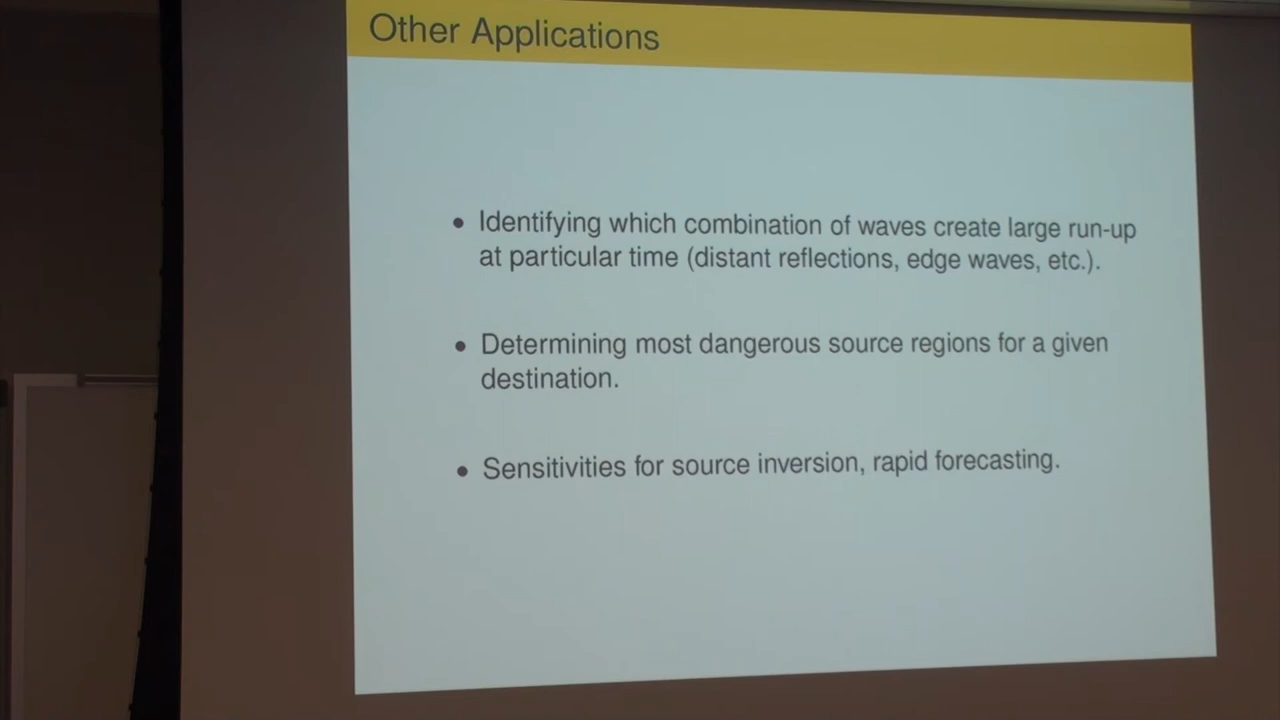 Other Applications
• Identifying which combination of waves create large run-up
at particular time (distant reflections, edge waves, etc.).
• Determining most dangerous source regions for a given
destination.
• Sensitivities for source inversion, rapid forecasting.